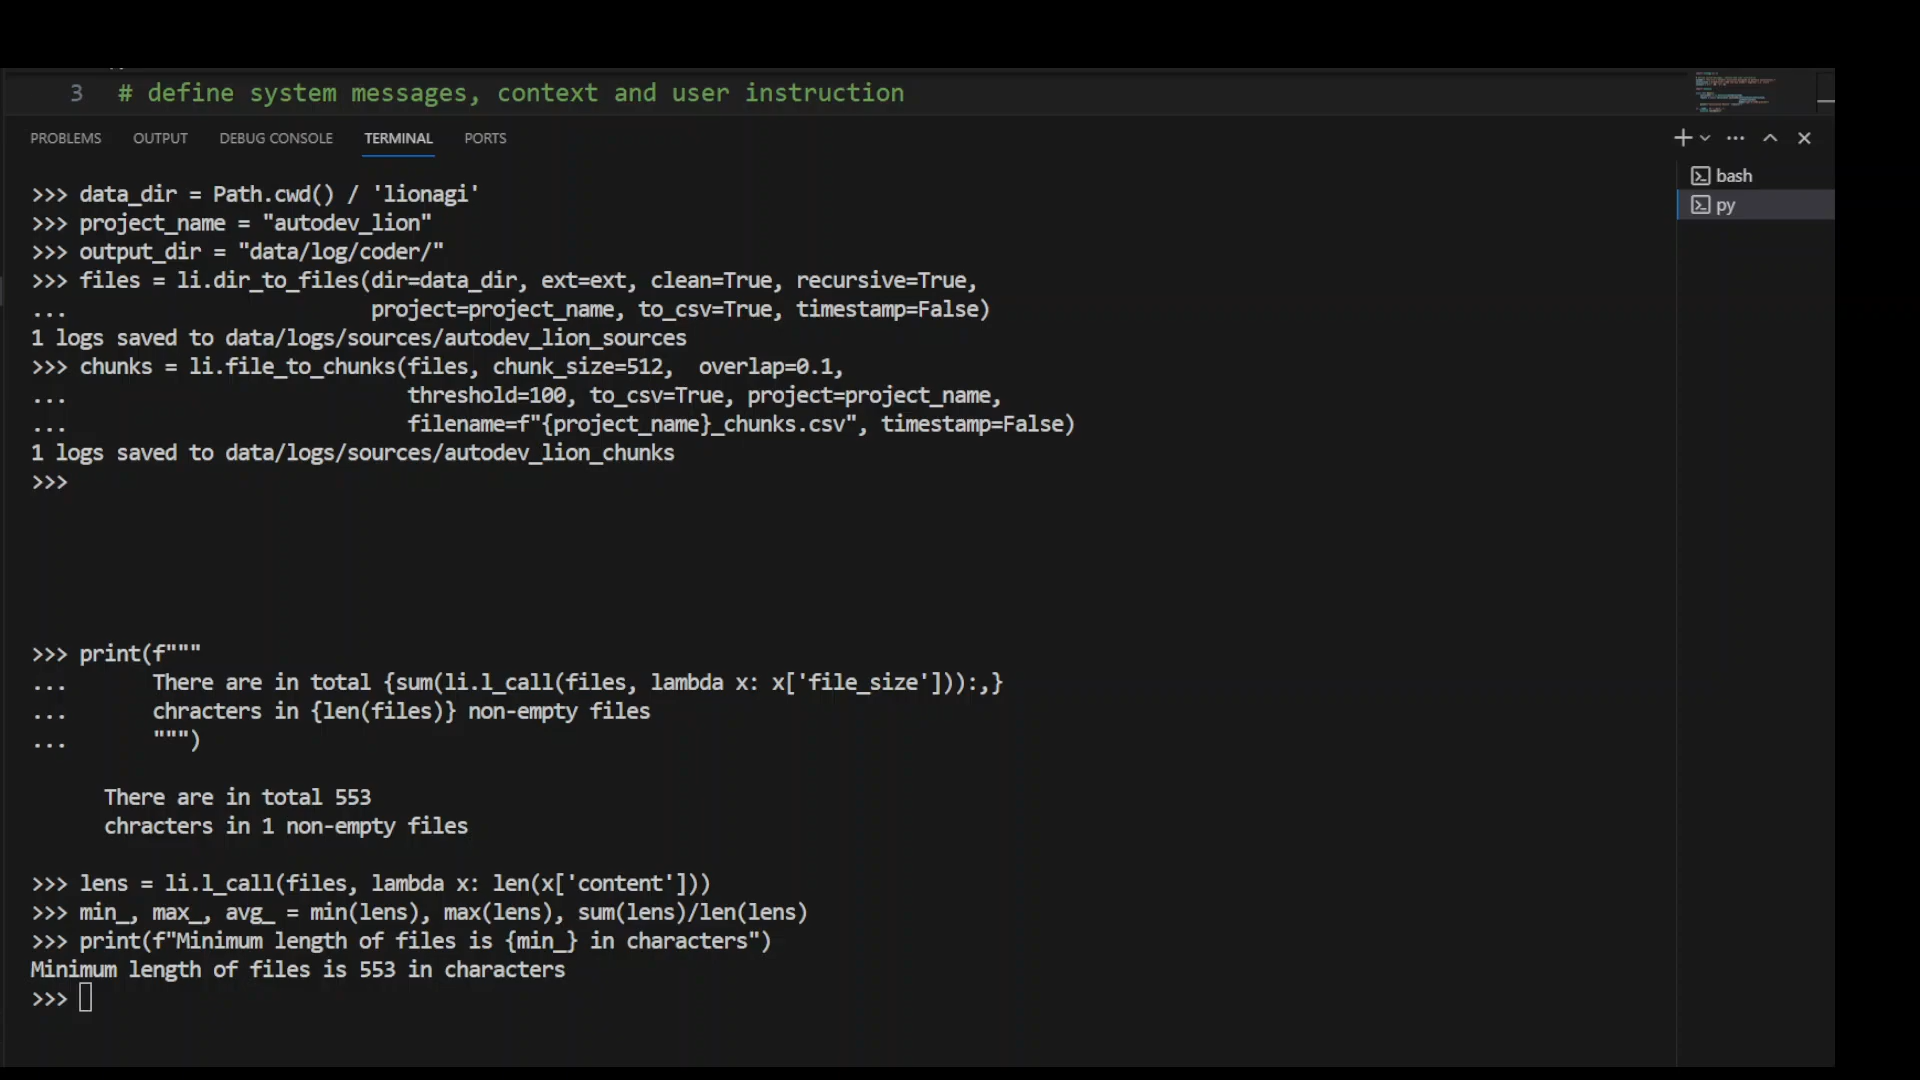 3 # define system messages, context and user instruction
PROBLEMS OUTPUT DEBUG CONSOLE TERMINAL PORTS
bash
py
>>> data_dir = Path.cwd() / 'lionagi'
>>> project_name = "autodev_lion"
>>> output_dir = "data/log/coder/"
>>> files = li.dir_to_files(dir=data_dir, ext=ext, clean=True, recursive=True,
...                         project=project_name, to_csv=True, timestamp=False)
1 logs saved to data/logs/sources/autodev_lion_sources
>>> chunks = li.file_to_chunks(files, chunk_size=512,  overlap=0.1,
...                            threshold=100, to_csv=True, project=project_name,
...                            filename=f"{project_name}_chunks.csv", timestamp=False)
1 logs saved to data/logs/sources/autodev_lion_chunks
>>>
>>> print(f"""
...       There are in total {sum(li.l_call(files, lambda x: x['file_size'])):,}
...       chracters in {len(files)} non-empty files
...       """)
There are in total 553
chracters in 1 non-empty files
>>> lens = li.l_call(files, lambda x: len(x['content']))
>>> min_, max_, avg_ = min(lens), max(lens), sum(lens)/len(lens)
>>> print(f"Minimum length of files is {min_} in characters")
Minimum length of files is 553 in characters
>>>